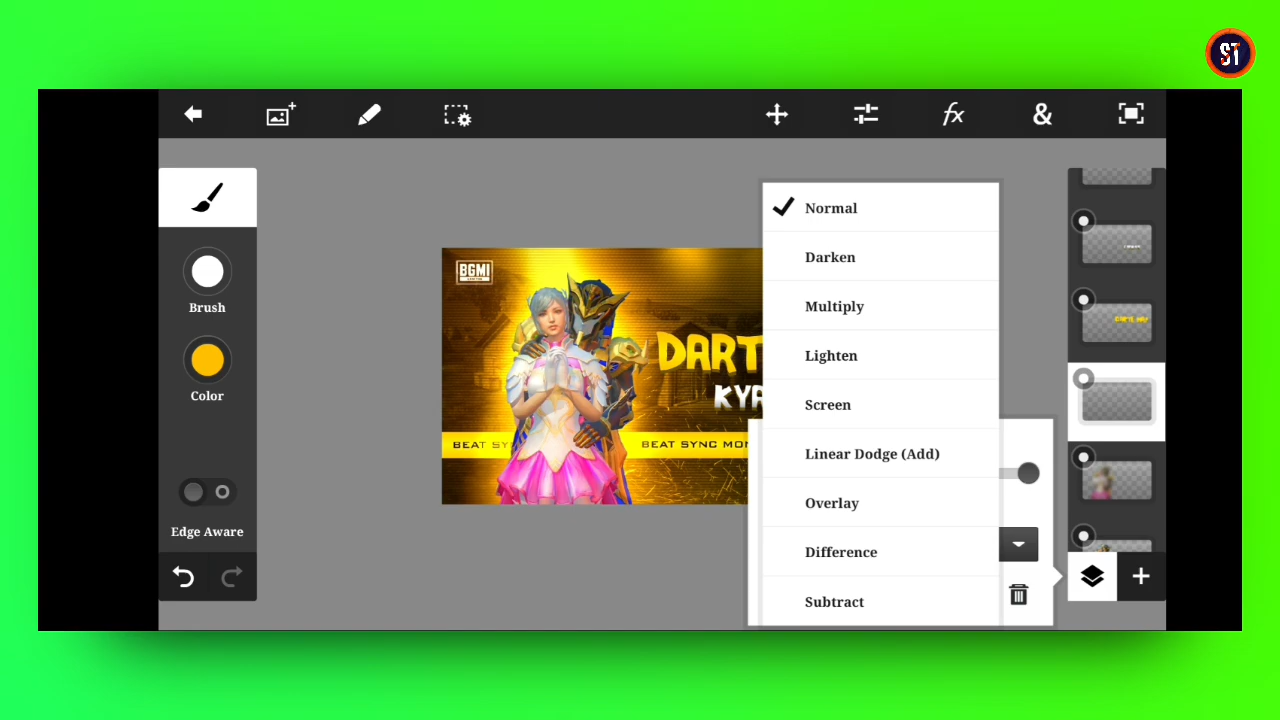 ST
fx
&
Brush
Color
Edge Aware
BGMI
DART
KYR
BEAT SY
BEAT SYNC MON
Normal
Darken
Multiply
Lighten
Screen
Linear Dodge (Add)
Overlay
Difference
Subtract